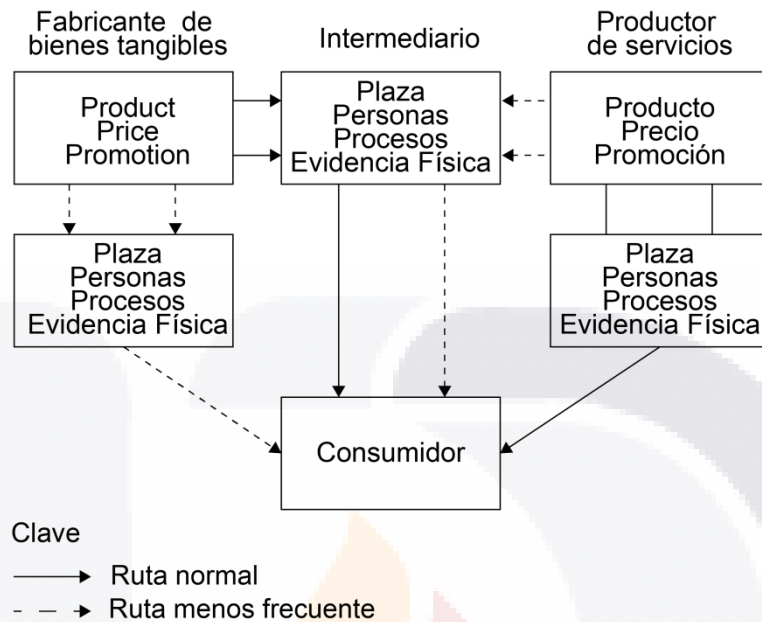 Fabricante de
bienes tangibles
Intermediario
Productor
de servicios
Product
Price
Promotion
Plaza
Personas
Procesos
Evidencia Física
Producto
Precio
Promoción
Plaza
Personas
Procesos
Evidencia Física
Plaza
Personas
Procesos
Evidencia Física
Consumidor
Clave
Ruta normal
Ruta menos frecuente